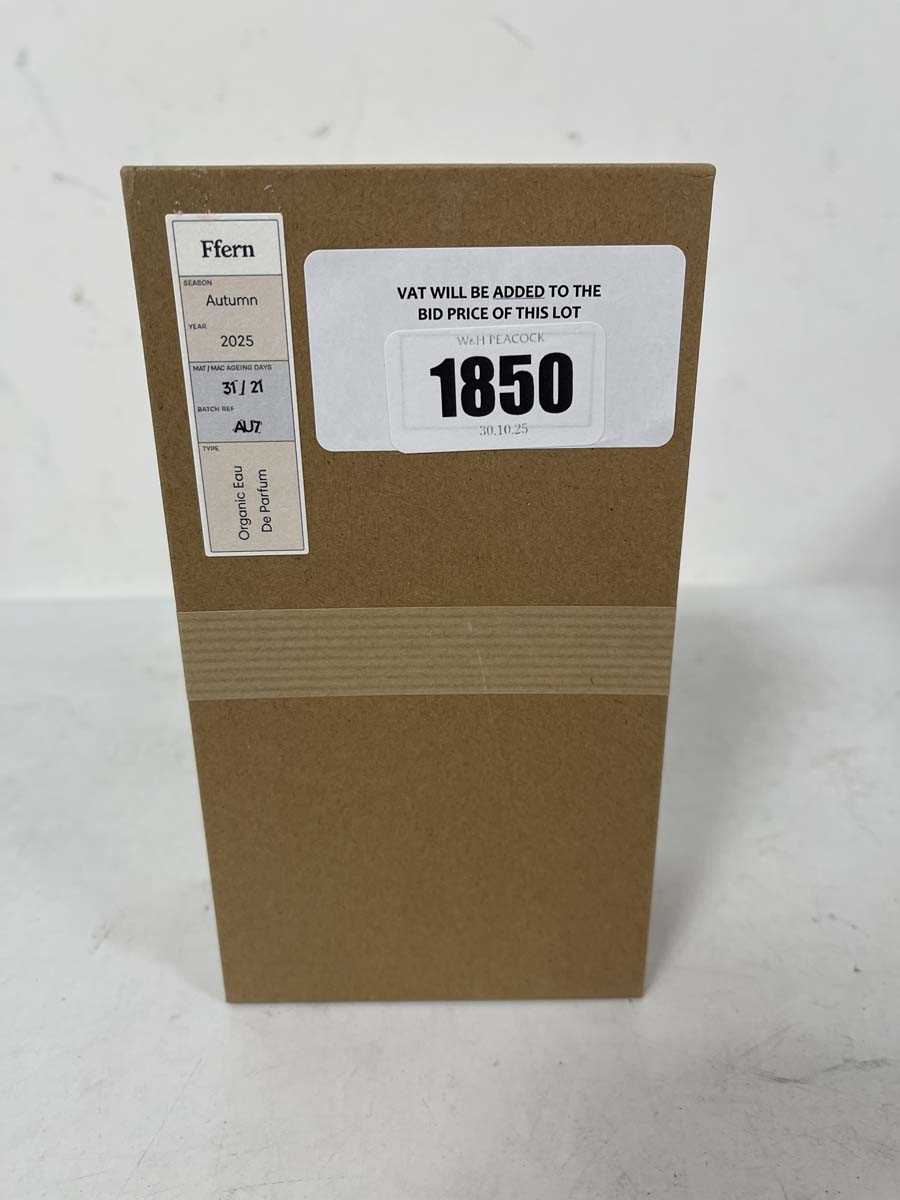 Ffern
SEASON
Autumn
YEAR
2025
MAT / MAC AGEING DAYS
31 / 21
BATCH REF
AU7
TYPE
Organic Eau
De Parfum
VAT WILL BE ADDED TO THE
BID PRICE OF THIS LOT
W&H PEACOCK
1850
30.10.25